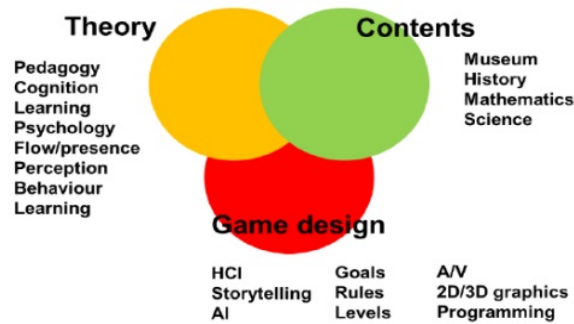 Theory
Pedagogy
Cognition
Learning
Psychology
Flow/presence
Perception
Behaviour
Learning
Contents
Museum
History
Mathematics
Science
Game design
HCI
Storytelling
AI
Goals
Rules
Levels
A/V
2D/3D graphics
Programming